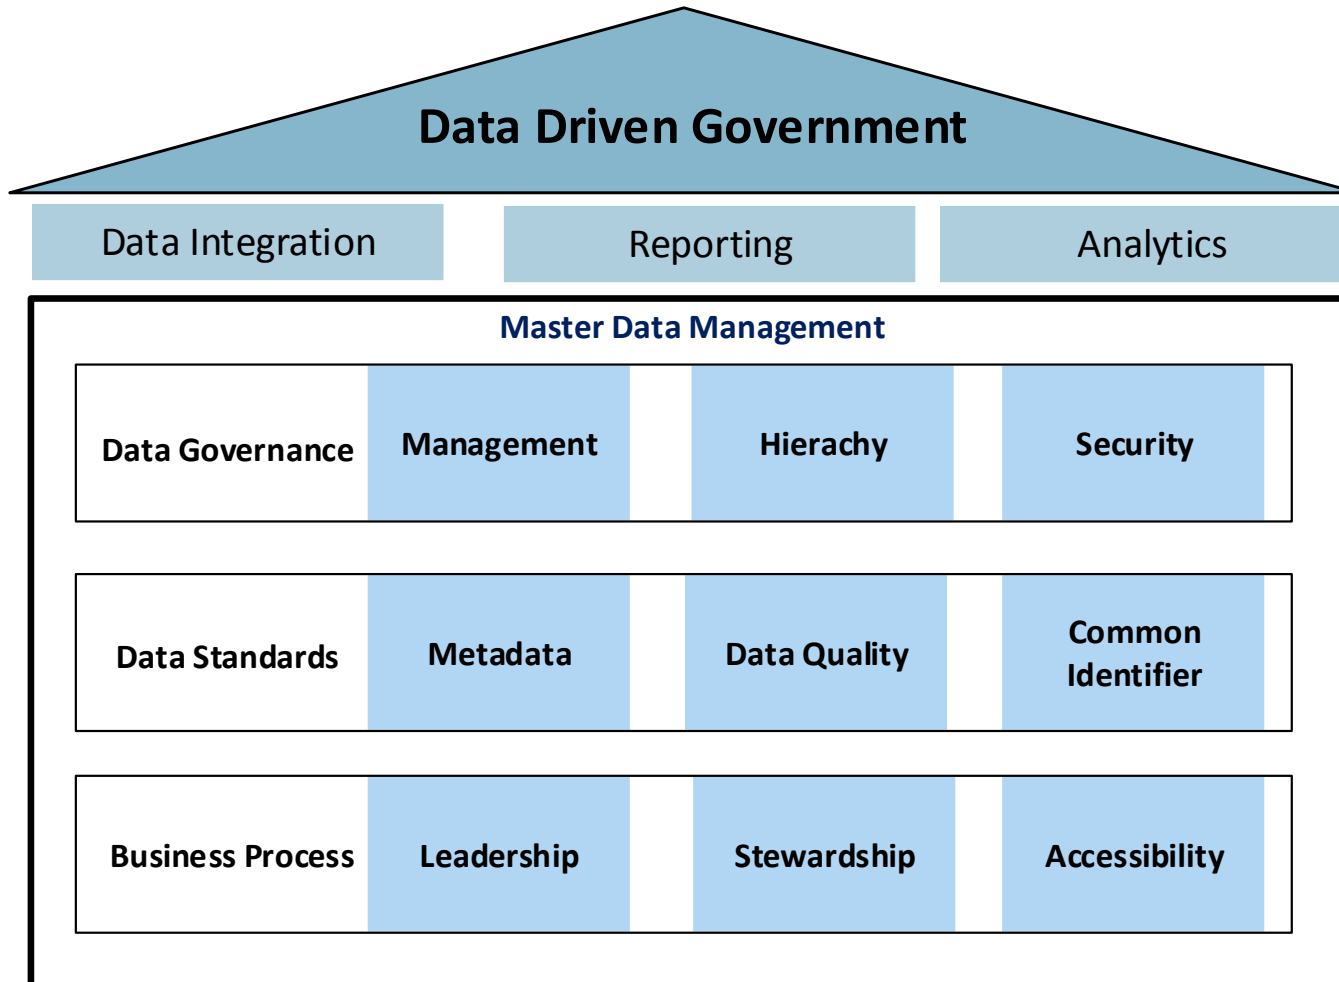 Data Driven Government
Data Integration
Reporting
Analytics
Master Data Management
Data Governance
Management
Hierachy
Security
Data Standards
Metadata
Data Quality
Common
Identifier
Business Process
Leadership
Stewardship
Accessibility